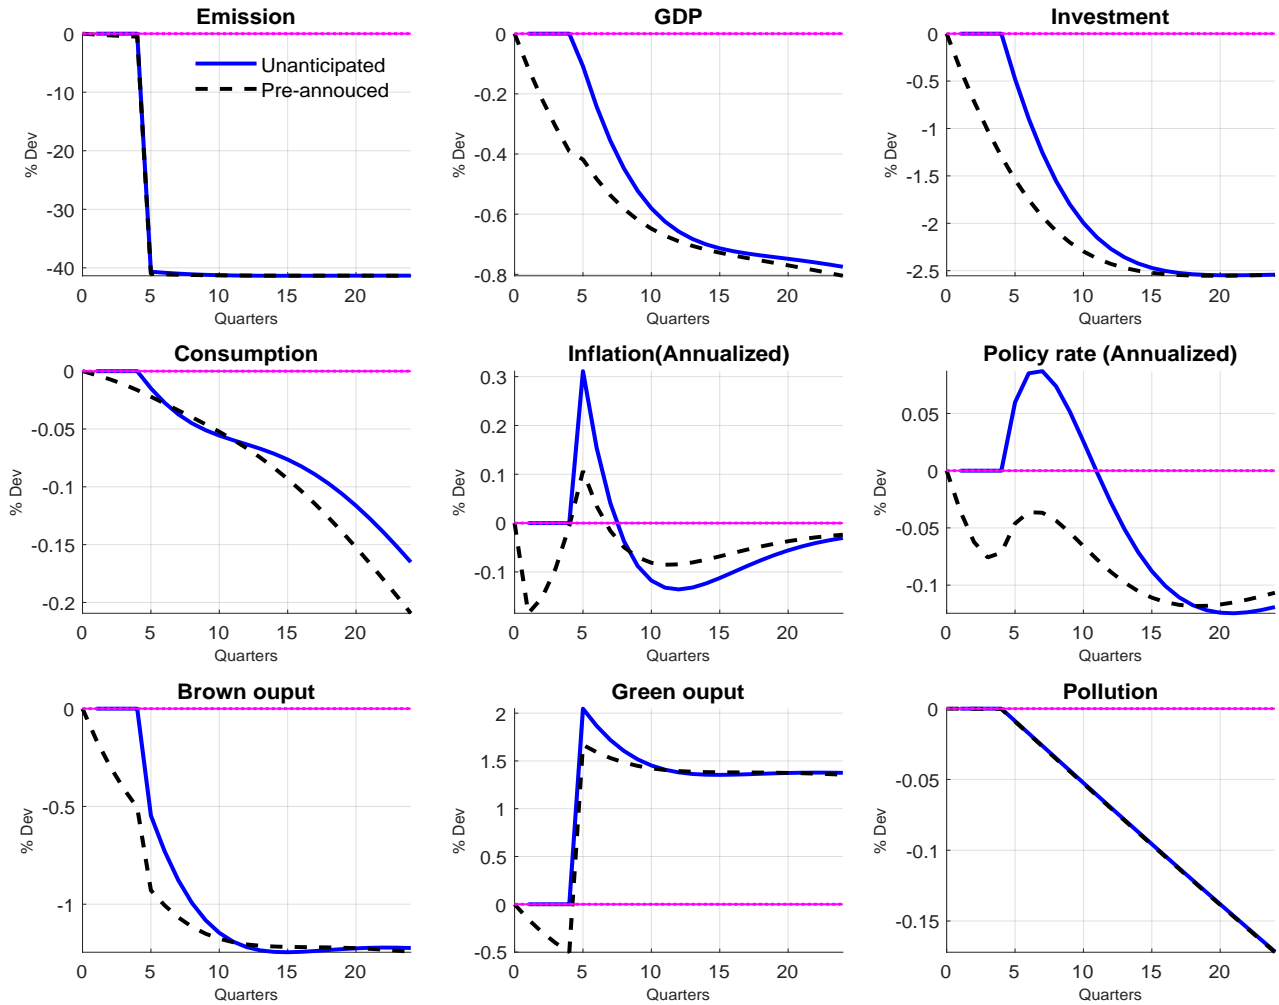 Emission
GDP
Investment
0
-10
-20
-30
-40
% Dev
Unanticipated
Pre-annouced
0 5 10 15 20
Quarters
0
-0.2
-0.4
-0.6
-0.8
% Dev
0 5 10 15 20
Quarters
0
-0.5
-1
-1.5
-2
-2.5
% Dev
0 5 10 15 20
Quarters
Consumption
Inflation(Annualized)
Policy rate (Annualized)
0
-0.05
-0.1
-0.15
-0.2
% Dev
0 5 10 15 20
Quarters
0.3
0.2
0.1
0
-0.1
% Dev
0 5 10 15 20
Quarters
0.05
0
-0.05
-0.1
% Dev
0 5 10 15 20
Quarters
Brown ouput
Green ouput
Pollution
0
-0.5
-1
% Dev
0 5 10 15 20
Quarters
2
1.5
1
0.5
0
-0.5
% Dev
0 5 10 15 20
Quarters
0
-0.05
-0.1
-0.15
% Dev
0 5 10 15 20
Quarters